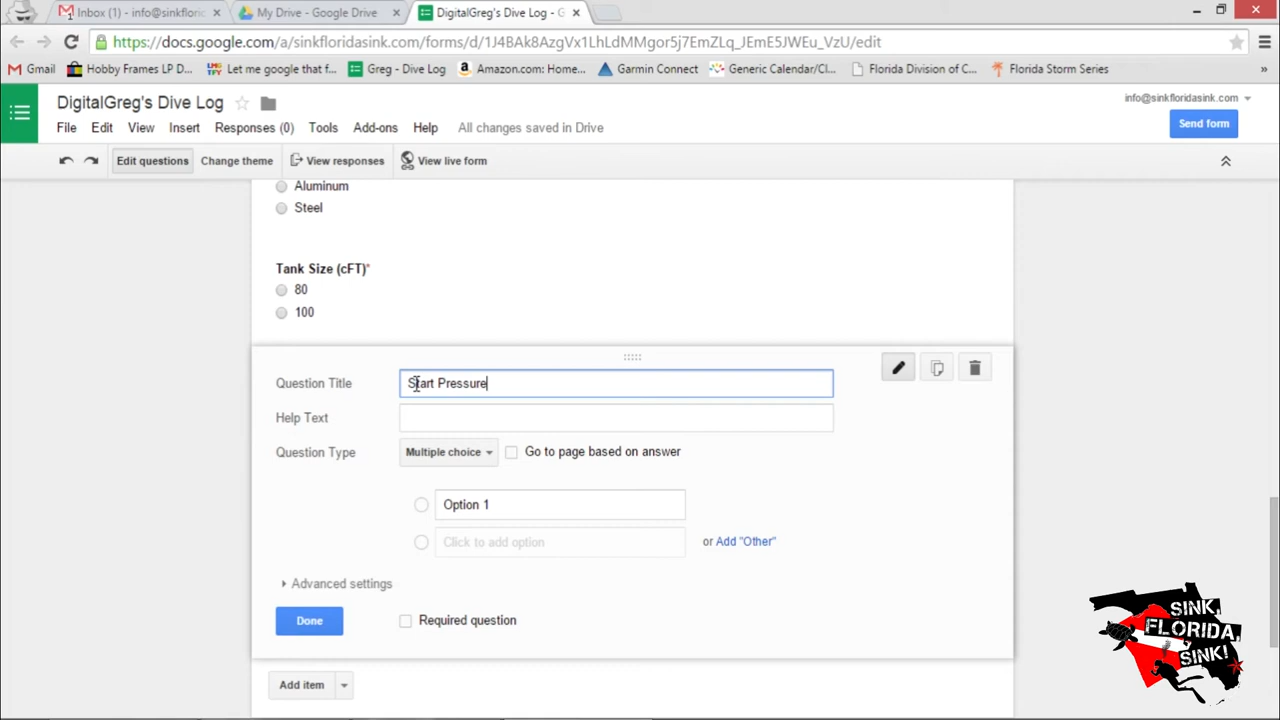 Inbox (1) - info@sinkfloric
My Drive - Google Drive
DigitalGreg's Dive Log - G
https://docs.google.com/a/sinkfloridasink.com/forms/d/1J4BAk8AzgVx1LhLdMMgor5j7EmZLq_JEmE5JWEu_VzU/edit
Gmail
Hobby Frames LP D...
Let me google that f...
Greg - Dive Log
Amazon.com: Home...
Garmin Connect
Generic Calendar/Cl...
Florida Division of C...
Florida Storm Series
»
DigitalGreg's Dive Log
info@sinkfloridasink.com
File Edit View Insert Responses (0) Tools Add-ons Help All changes saved in Drive
Send form
Edit questions Change theme View responses View live form
Aluminum
Steel
Tank Size (cFT)*
80
100
Question Title Start Pressure
Help Text
Question Type Multiple choice Go to page based on answer
Option 1
Click to add option or Add "Other"
Advanced settings
Done Required question
Add item
SINK,
FLORIDA,
SINK!